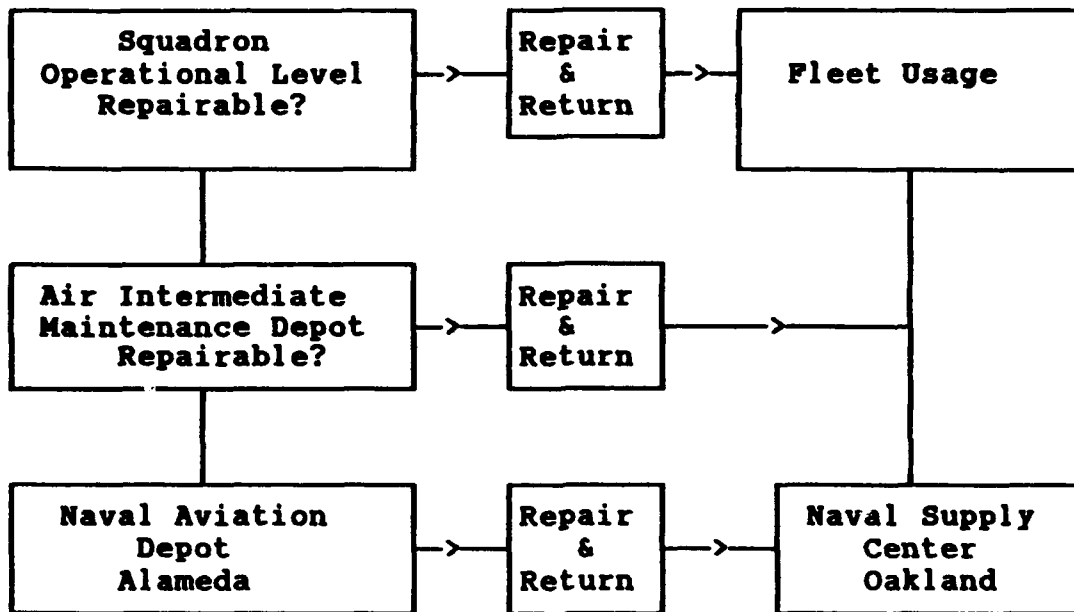 Squadron
Operational Level
Repairable?
Repair
&
Return
Fleet Usage
Air Intermediate
Maintenance Depot
Repairable?
Repair
&
Return
Naval Aviation
Depot
Alameda
Repair
&
Return
Naval Supply
Center
Oakland